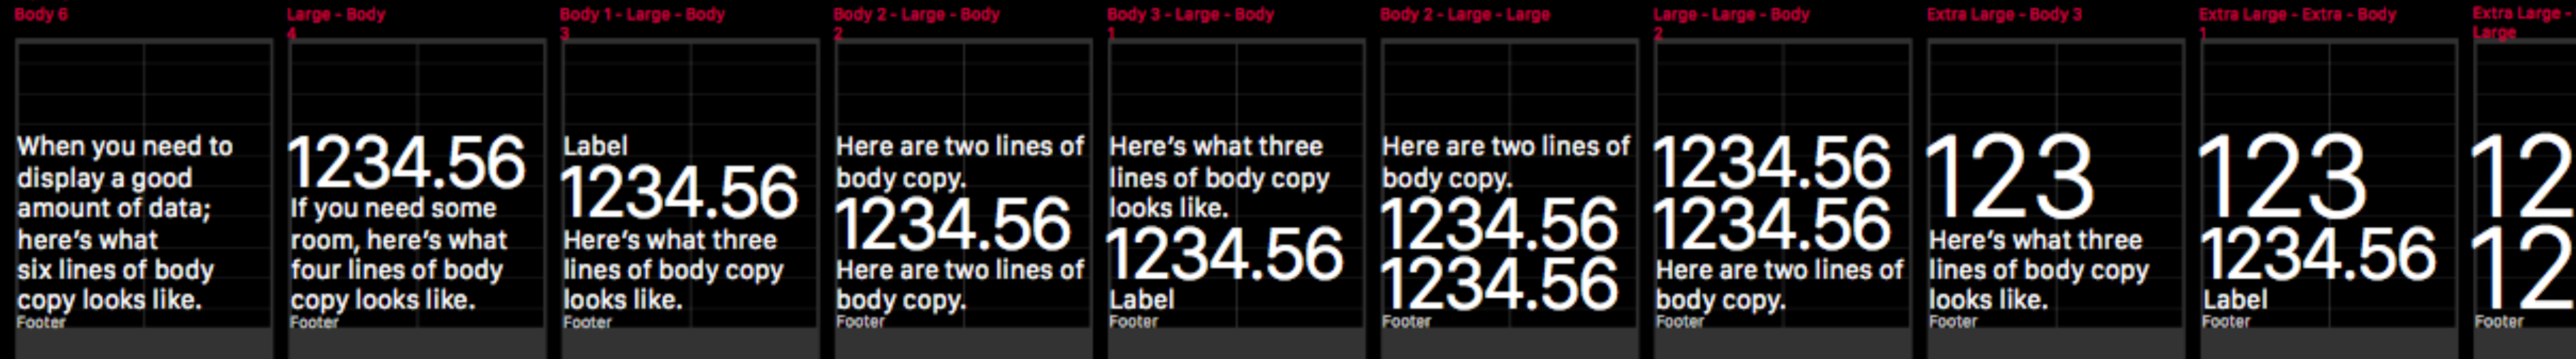 Body 6
When you need to
display a good
amount of data;
here's what
six lines of body
copy looks like.
Footer
Large - Body
4
1234.56
If you need some
room, here's what
four lines of body
copy looks like.
Footer
Body 1 - Large - Body
3
Label
1234.56
Here's what three
lines of body copy
looks like.
Footer
Body 2 - Large - Body
2
Here are two lines of
body copy.
1234.56
Here are two lines of
body copy.
Footer
Body 3 - Large - Body
1
Here's what three
lines of body copy
looks like.
1234.56
Label
Footer
Body 2 - Large - Large
Here are two lines of
body copy.
1234.56
1234.56
Footer
Large - Large - Body
2
1234.56
1234.56
Here are two lines of
body copy.
Footer
Extra Large - Body 3
123
Here's what three
lines of body copy
looks like.
Footer
Extra Large - Extra - Body
1
123
1234.56
Label
Footer
Extra Large -
Large
12
12
Footer